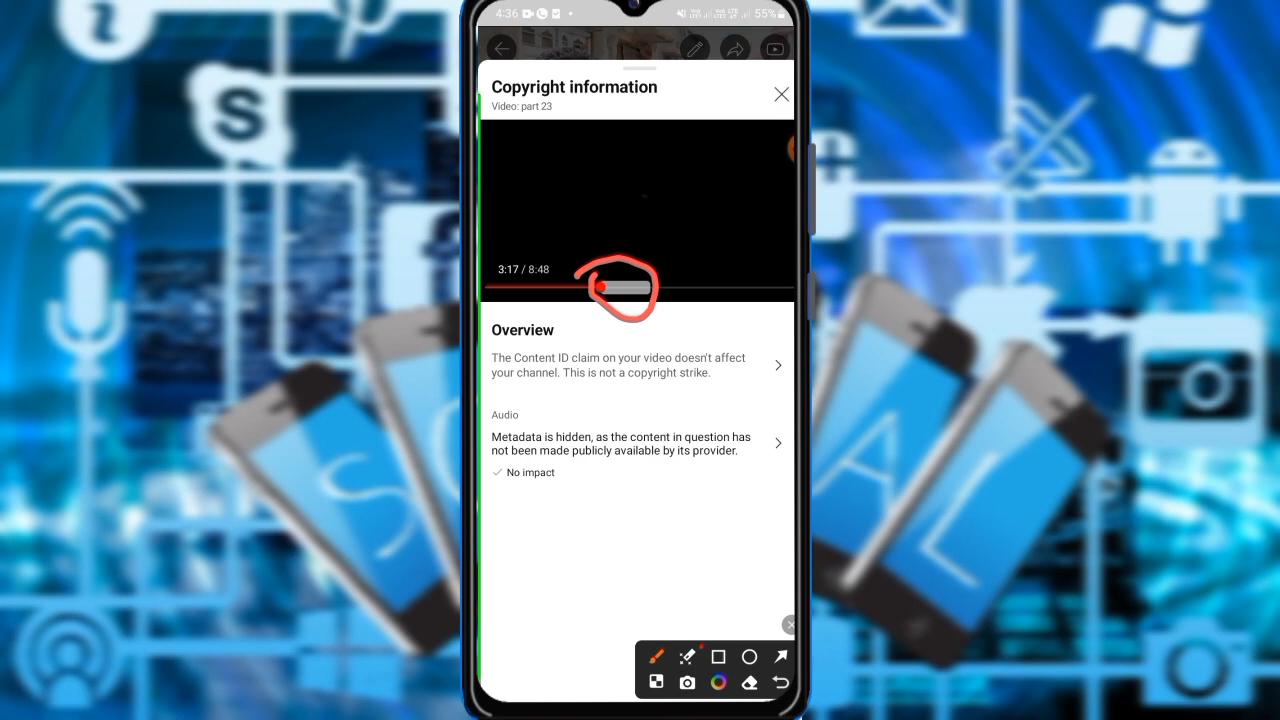 4:36
55%
Copyright information
Video: part 23
3:17 / 8:48
Overview
The Content ID claim on your video doesn't affect
your channel. This is not a copyright strike.
Audio
Metadata is hidden, as the content in question has
not been made publicly available by its provider.
No impact
S
A
L